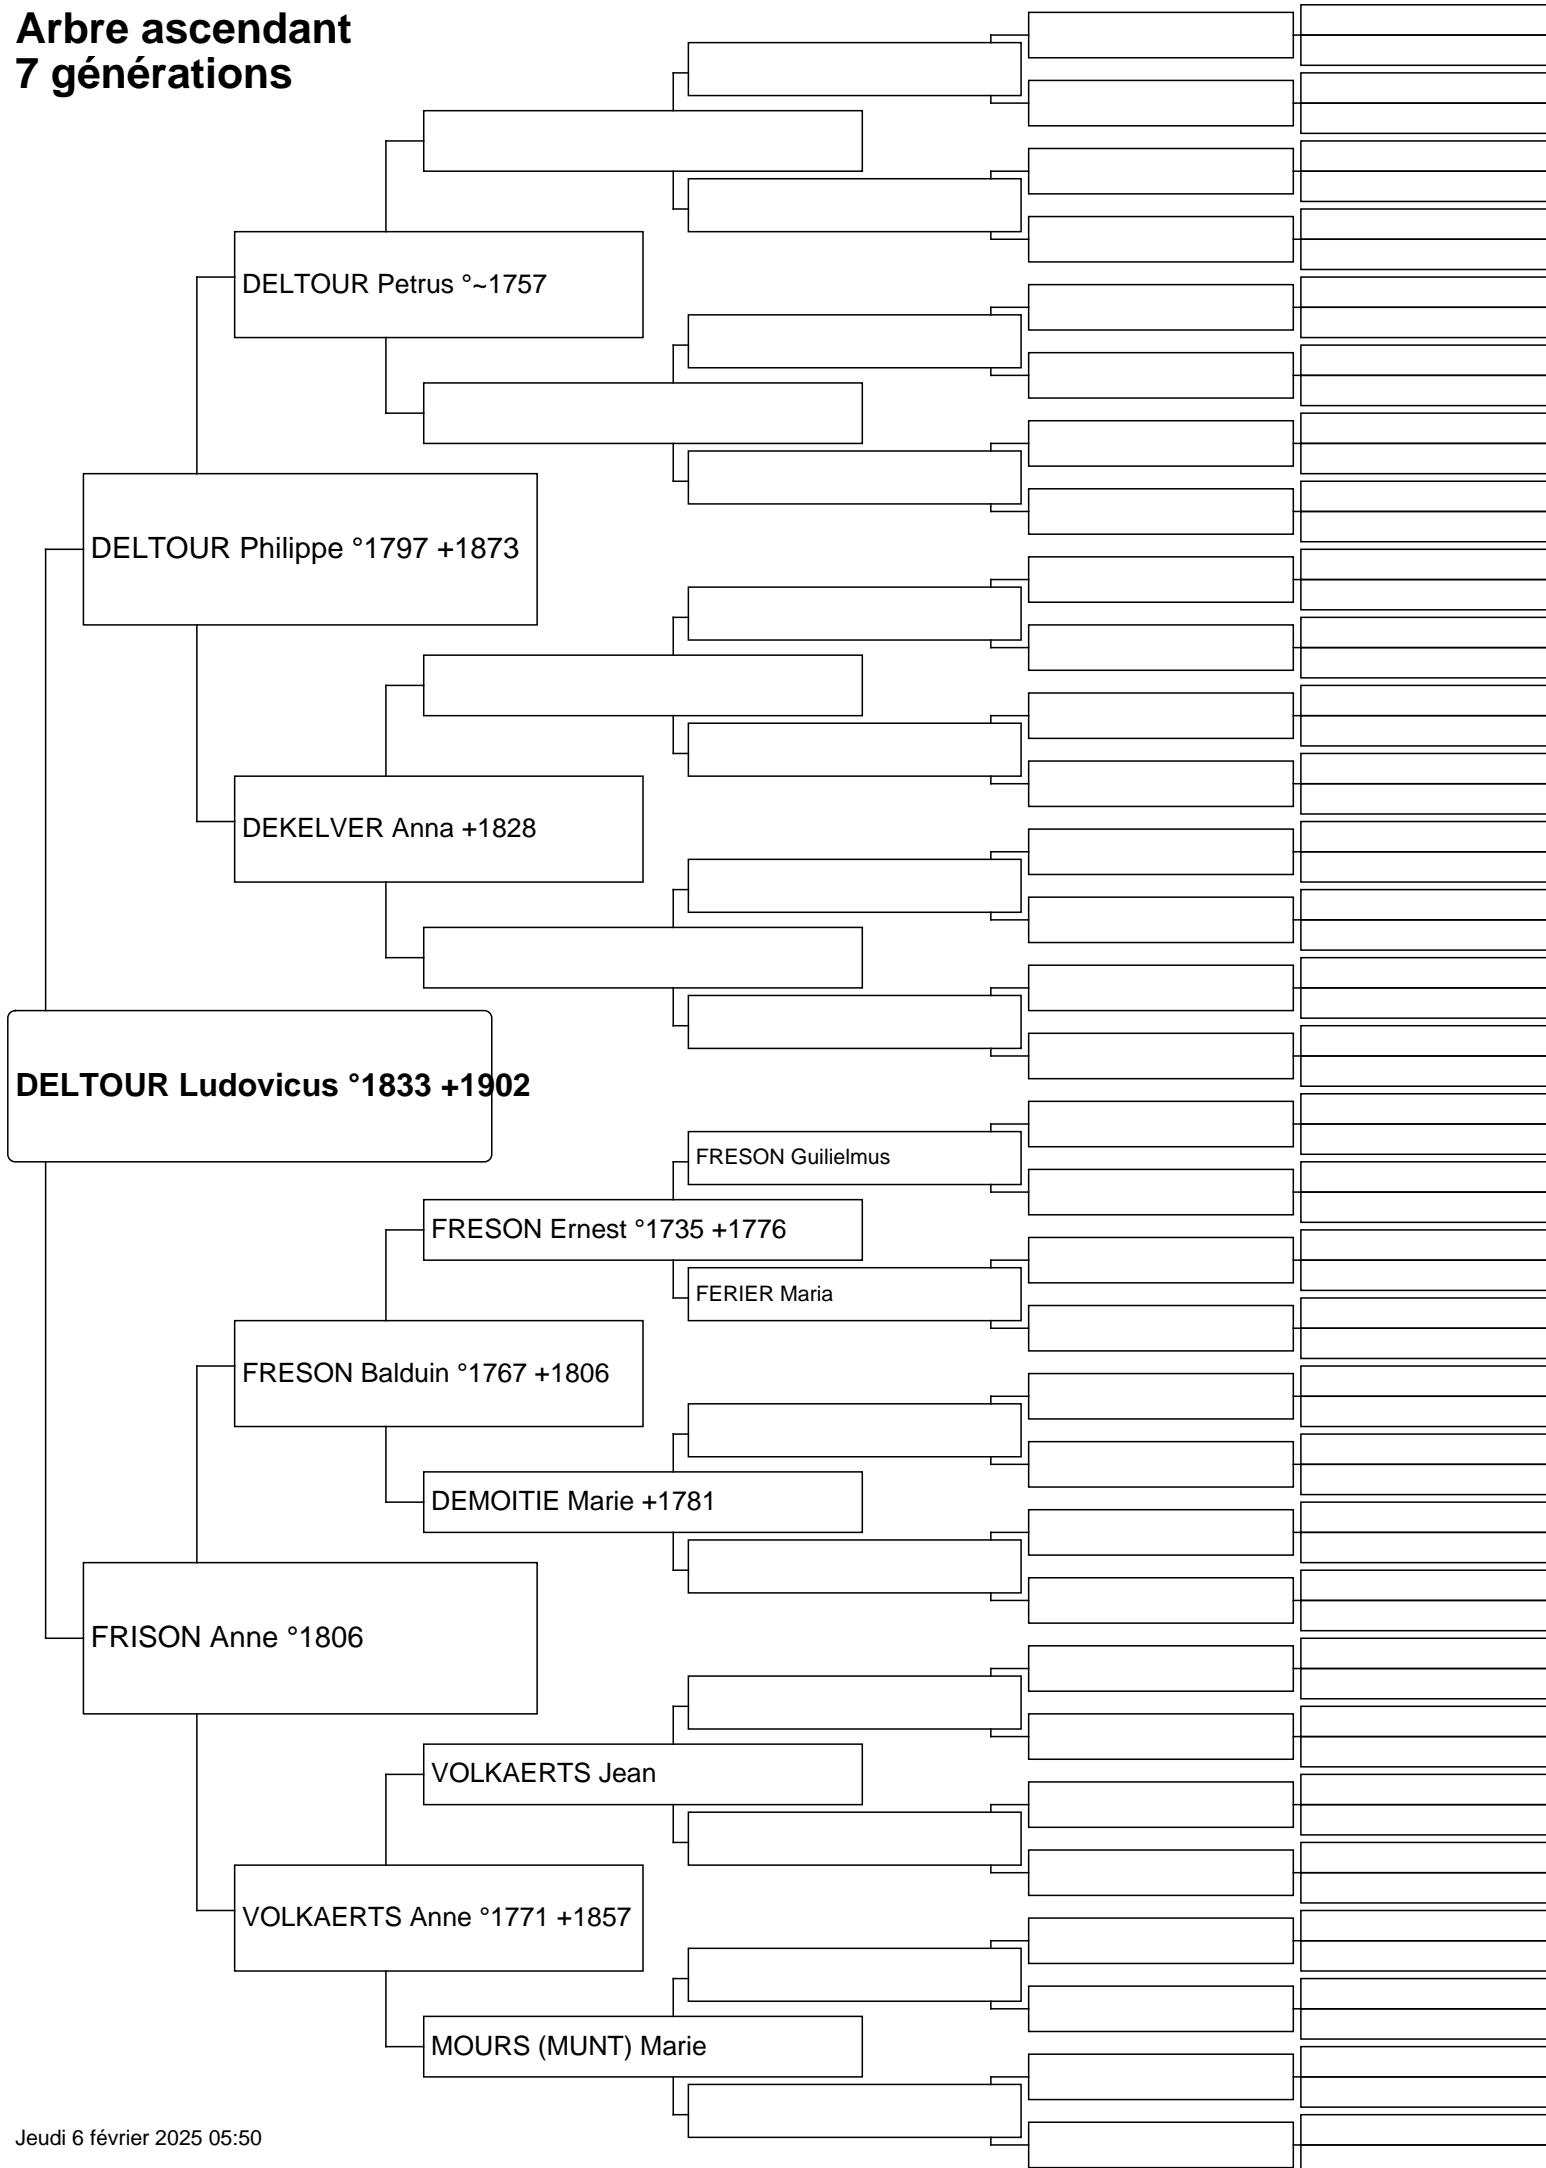 Arbre ascendant
7 générations
DELTOUR Petrus °~1757
DELTOUR Philippe °1797 +1873
DEKELVER Anna +1828
DELTOUR Ludovicus °1833 +1902
FRESON Guilielmus
FRESON Ernest °1735 +1776
FERIER Maria
FRESON Balduin °1767 +1806
DEMOITIE Marie +1781
FRISON Anne °1806
VOLKAERTS Jean
VOLKAERTS Anne °1771 +1857
MOURS (MUNT) Marie
Jeudi 6 février 2025 05:50